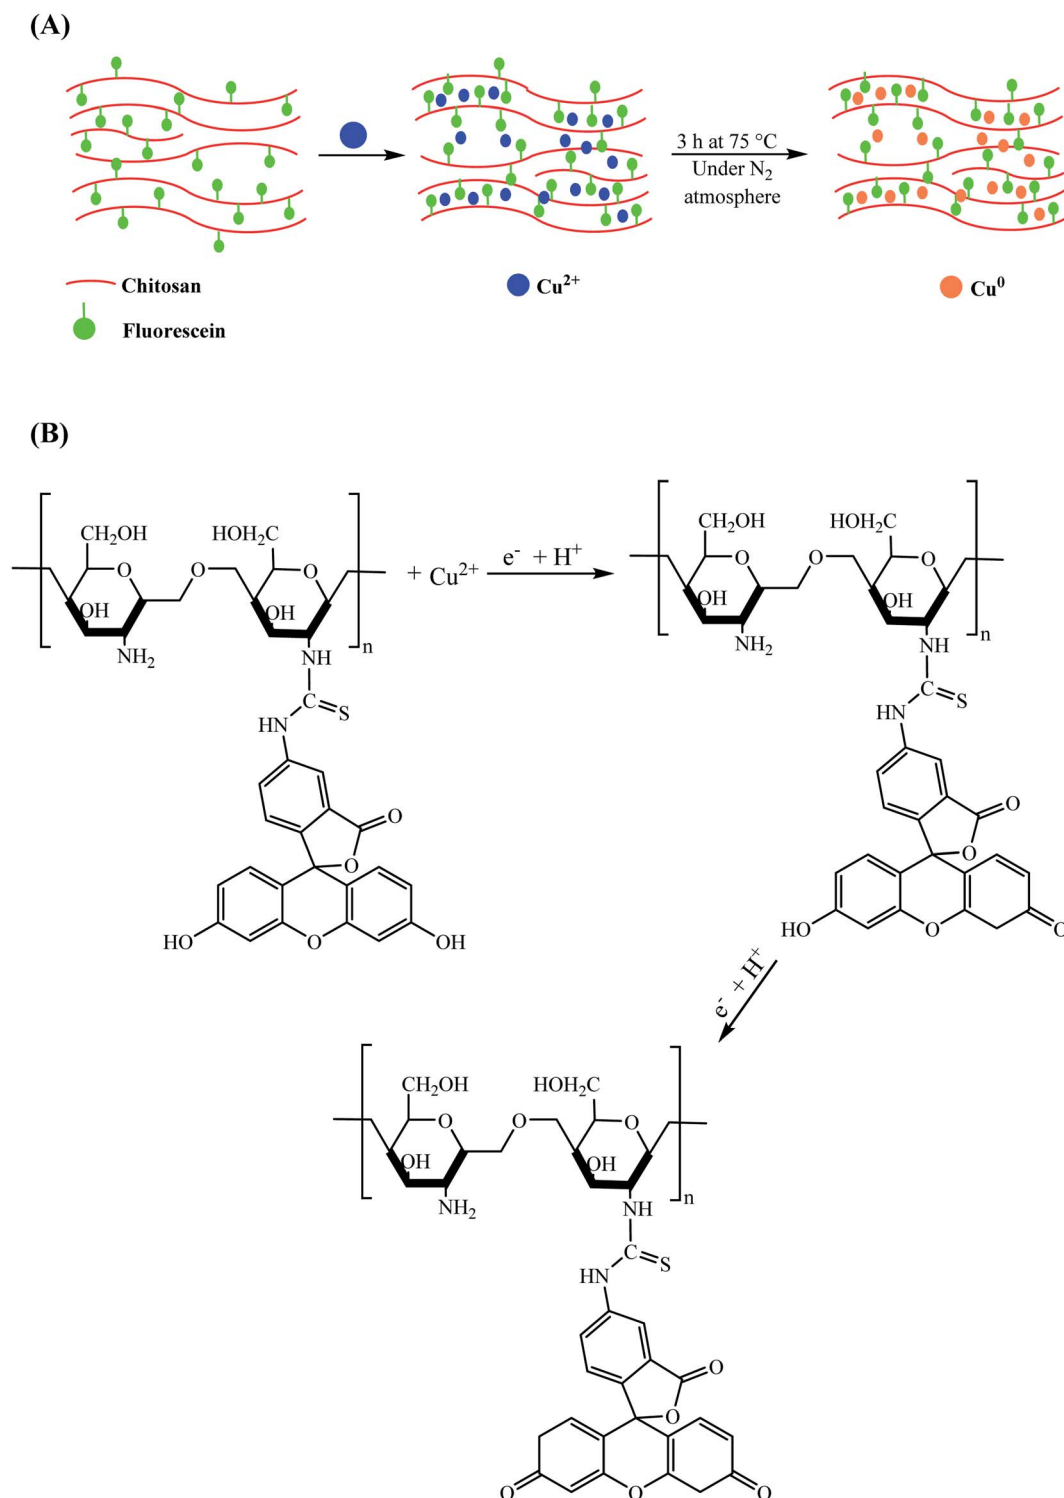 (A)
3 h at 75 °C
Under N₂
atmosphere
Chitosan
Cu²⁺
Cu⁰
Fluorescein
(B)
CH₂OH
HOH₂C
O
O
O
OH
OH
NH₂
NH
n
C
S
HN
O
O
HO
O
OH
+ Cu²⁺
e⁻ + H⁺
CH₂OH
HOH₂C
O
O
O
OH
OH
NH₂
NH
n
C
S
HN
O
O
HO
O
O
e⁻ + H⁺
CH₂OH
HOH₂C
O
O
O
OH
OH
NH₂
NH
n
C
S
HN
O
O
O
O
O